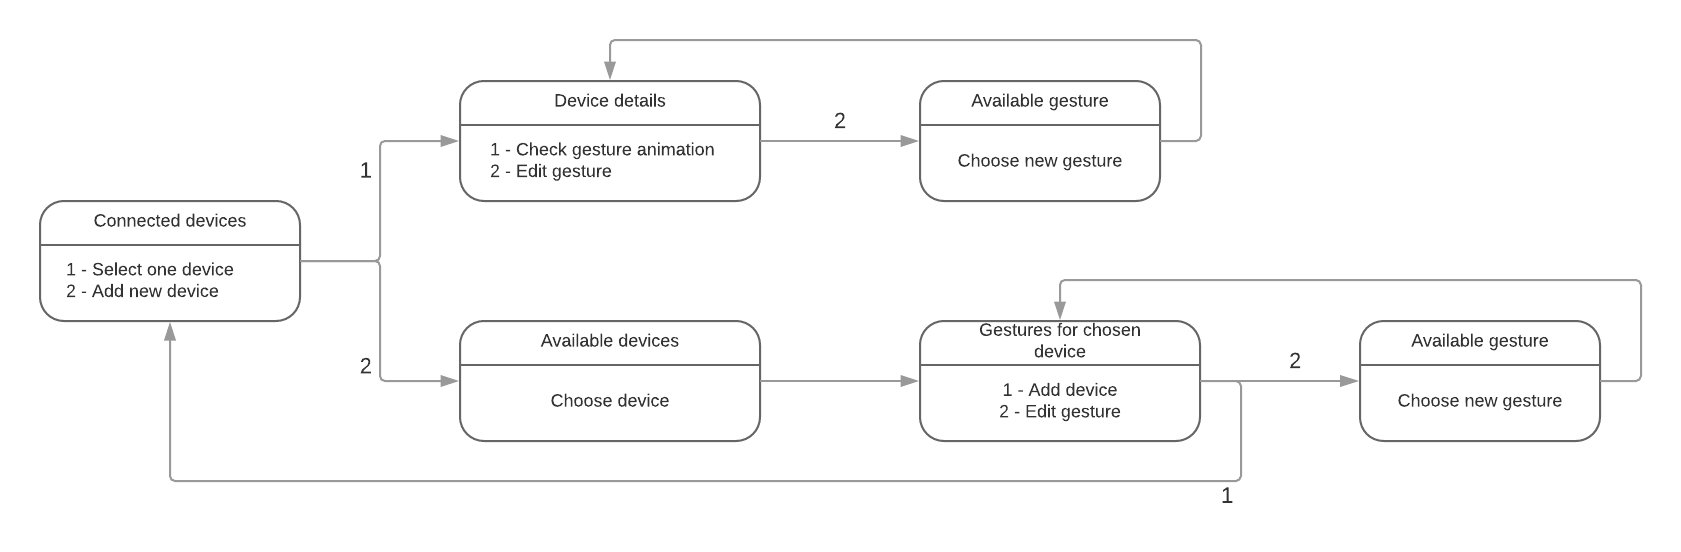 Device details
1 - Check gesture animation
2 - Edit gesture
2
Available gesture
Choose new gesture
1
Connected devices
1 - Select one device
2 - Add new device
2
Available devices
Choose device
Gestures for chosen
device
1 - Add device
2 - Edit gesture
2
Available gesture
Choose new gesture
1